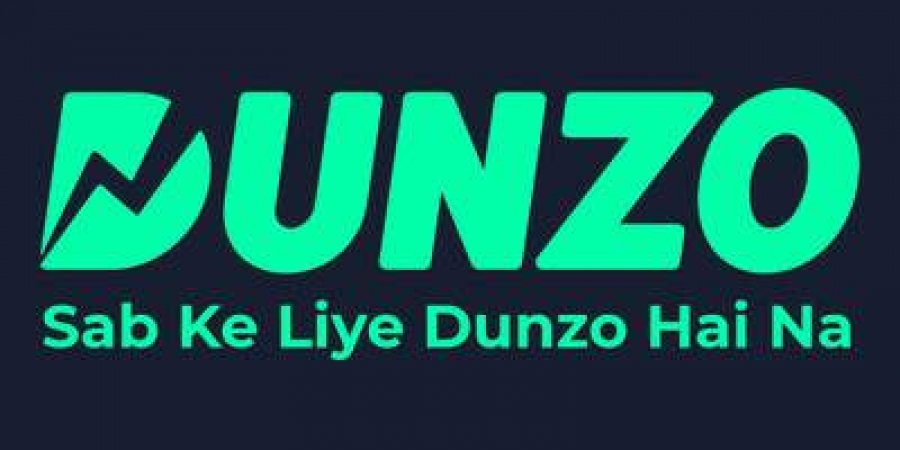 DUNZO
Sab Ke Liye Dunzo Hai Na